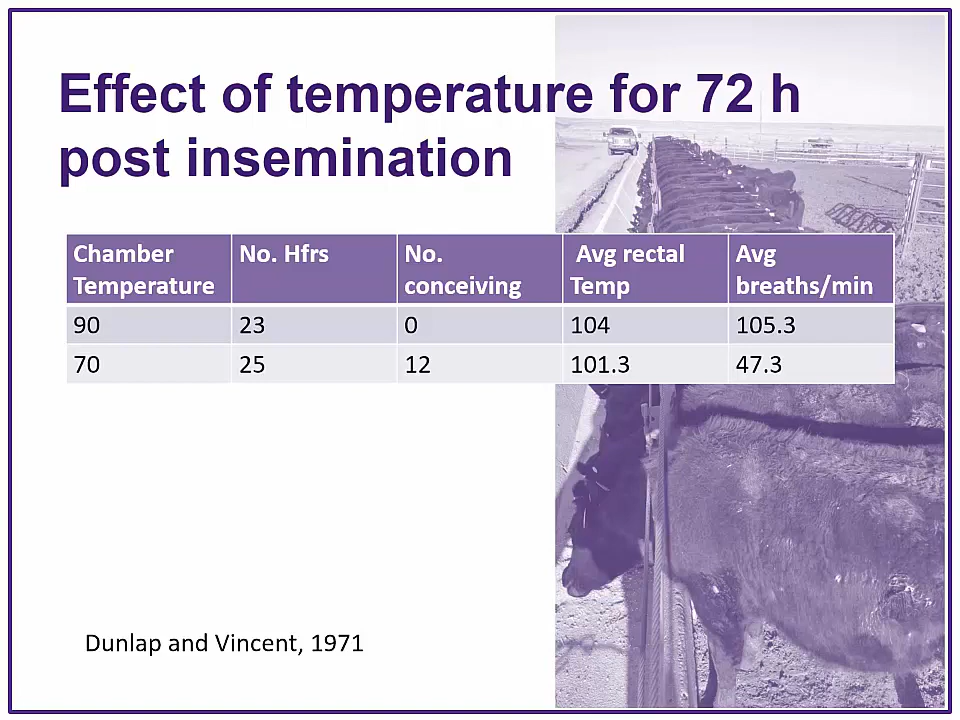 Effect of temperature for 72 h
post insemination
Chamber Temperature No. Hfrs No. conceiving Avg rectal Temp Avg breaths/min
90 23 0 104 105.3
70 25 12 101.3 47.3
Dunlap and Vincent, 1971